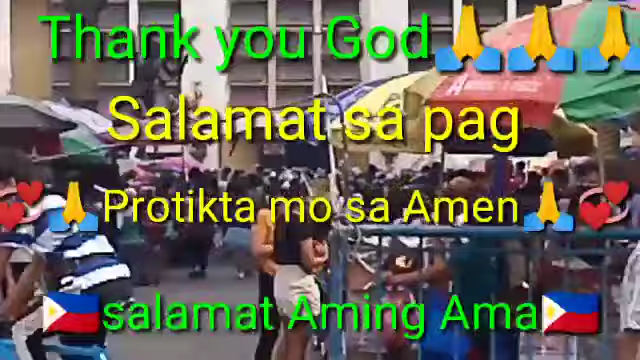 Thank you God🙏🙏🙏
Salamat sa pag
💞🙏Protikta mo sa Amen🙏💞
🇵🇭salamat Aming Ama🇵🇭